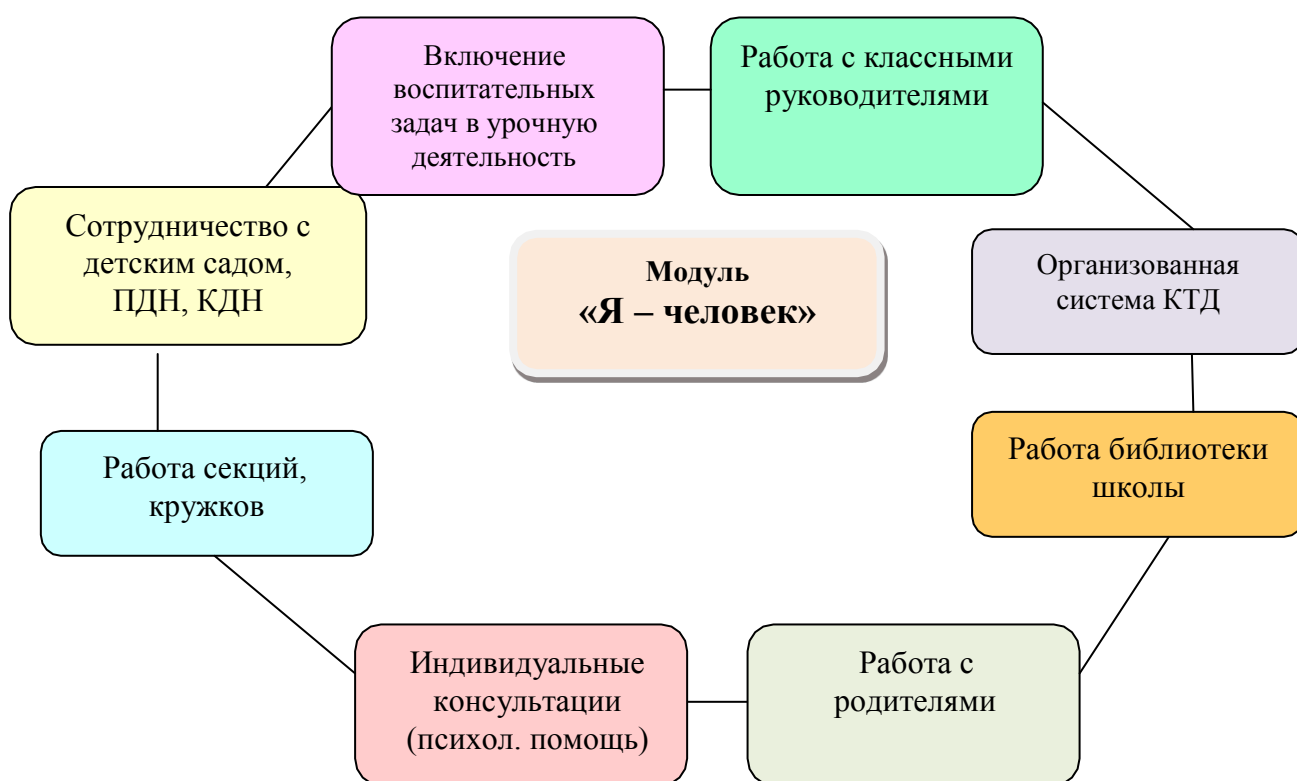 Включение
воспитательных
задач в урочную
деятельность
Работа с классными
руководителями
Сотрудничество с
детским садом,
ПДН, КДН
Модуль
«Я – человек»
Организованная
система КТД
Работа секций,
кружков
Работа библиотеки
школы
Индивидуальные
консультации
(психол. помощь)
Работа с
родителями